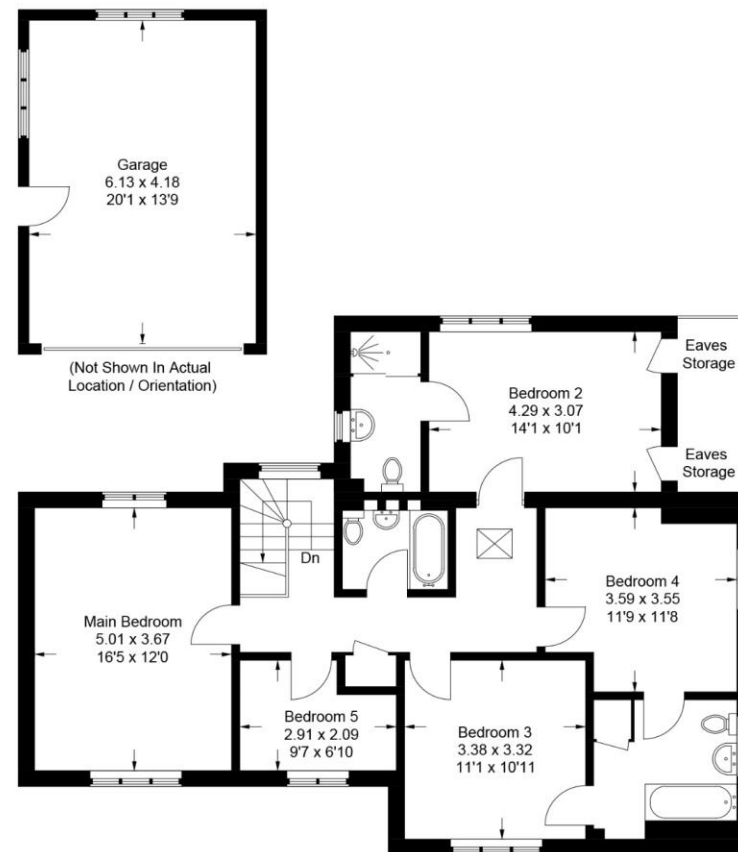 Garage
6.13 x 4.18
20'1 x 13'9
(Not Shown In Actual
Location / Orientation)
Eaves
Storage
Bedroom 2
4.29 x 3.07
14'1 x 10'1
Eaves
Storage
Dn
Bedroom 4
3.59 x 3.55
11'9 x 11'8
Main Bedroom
5.01 x 3.67
16'5 x 12'0
Bedroom 5
2.91 x 2.09
9'7 x 6'10
Bedroom 3
3.38 x 3.32
11'1 x 10'11